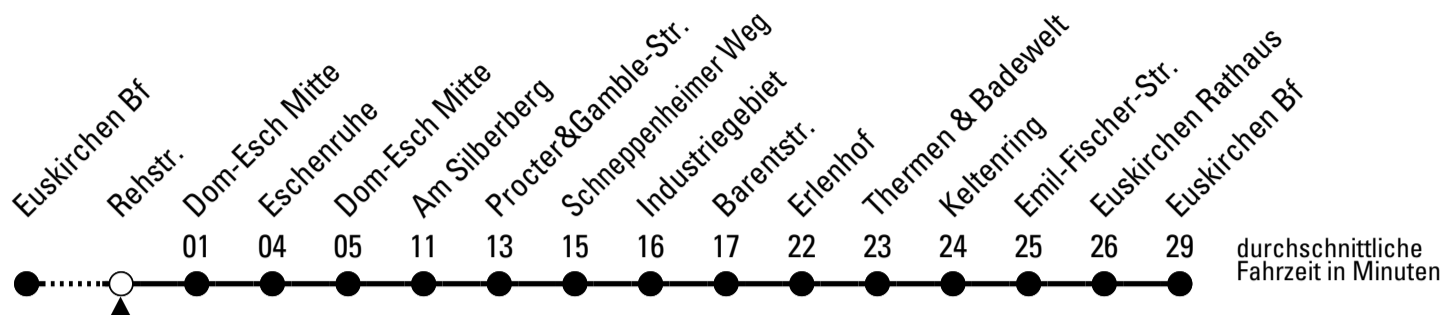 Euskirchen Bf
Rehstr.
Dom-Esch Mitte
Eschenruhe
Dom-Esch Mitte
Am Silberberg
Procter&Gamble-Str.
Schneppenheimer Weg
Industriegebiet
Barentstr.
Erlenhof
Thermen & Badewelt
Keltenring
Emil-Fischer-Str.
Euskirchen Rathaus
Euskirchen Bf
01 04 05 11 13 15 16 17 22 23 24 25 26 29
durchschnittliche
Fahrzeit in Minuten